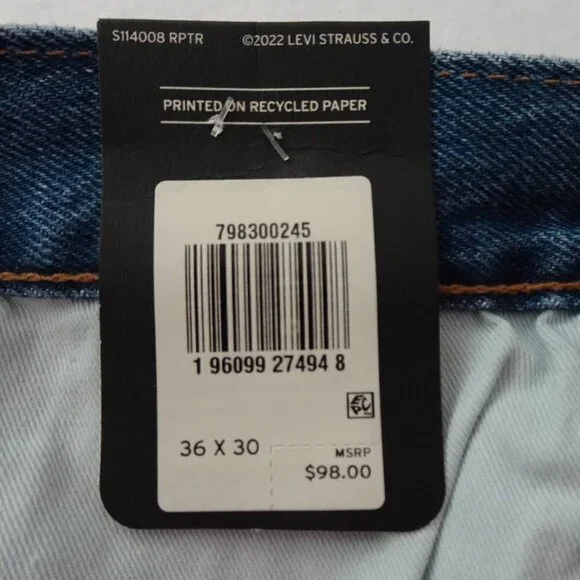 S114008 RPTR ©2022 LEVI STRAUSS & CO.
PRINTED ON RECYCLED PAPER
798300245
1 96099 27494 8
36 X 30
MSRP
$98.00